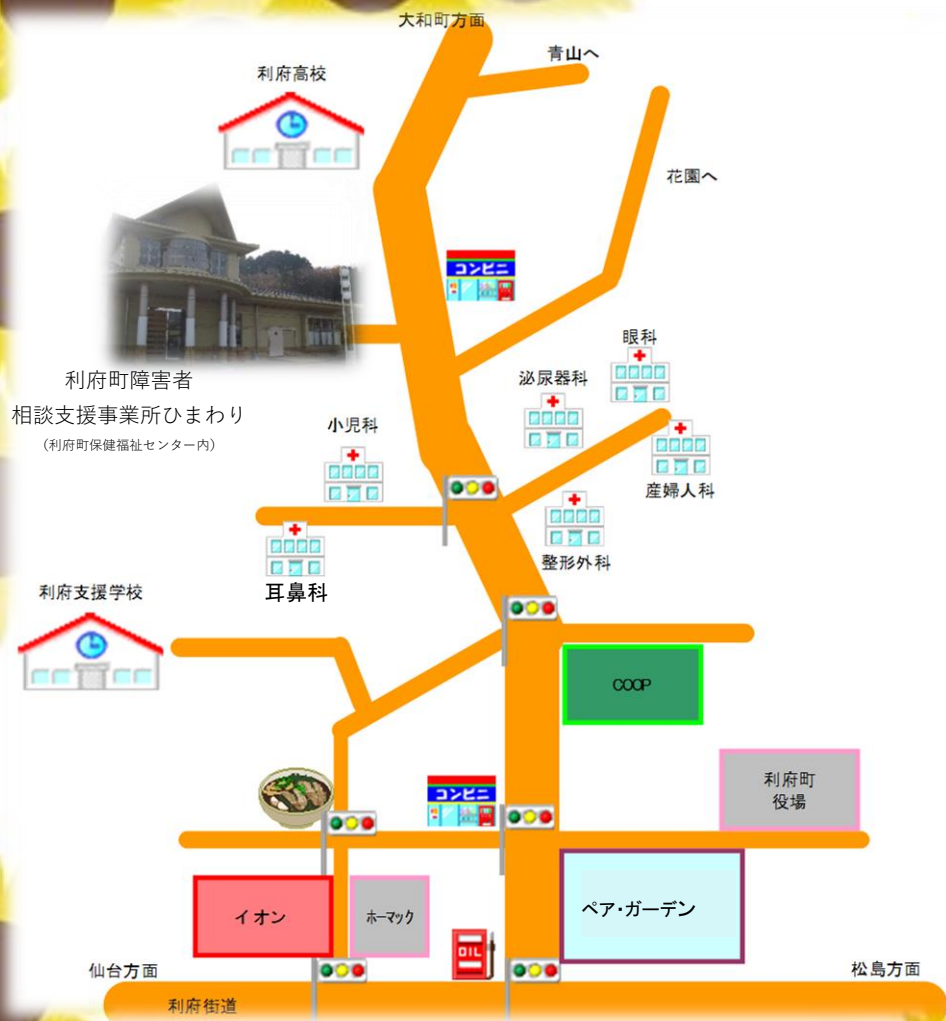 大和町方面
青山へ
利府高校
花園へ
コンビニ
眼科
泌尿器科
利府町障害者
相談支援事業所ひまわり
(利府町保健福祉センター内)
小児科
産婦人科
整形外科
耳鼻科
利府支援学校
COOP
利府町
役場
コンビニ
イオン
ホーマック
ペア・ガーデン
OIL
仙台方面
松島方面
利府街道